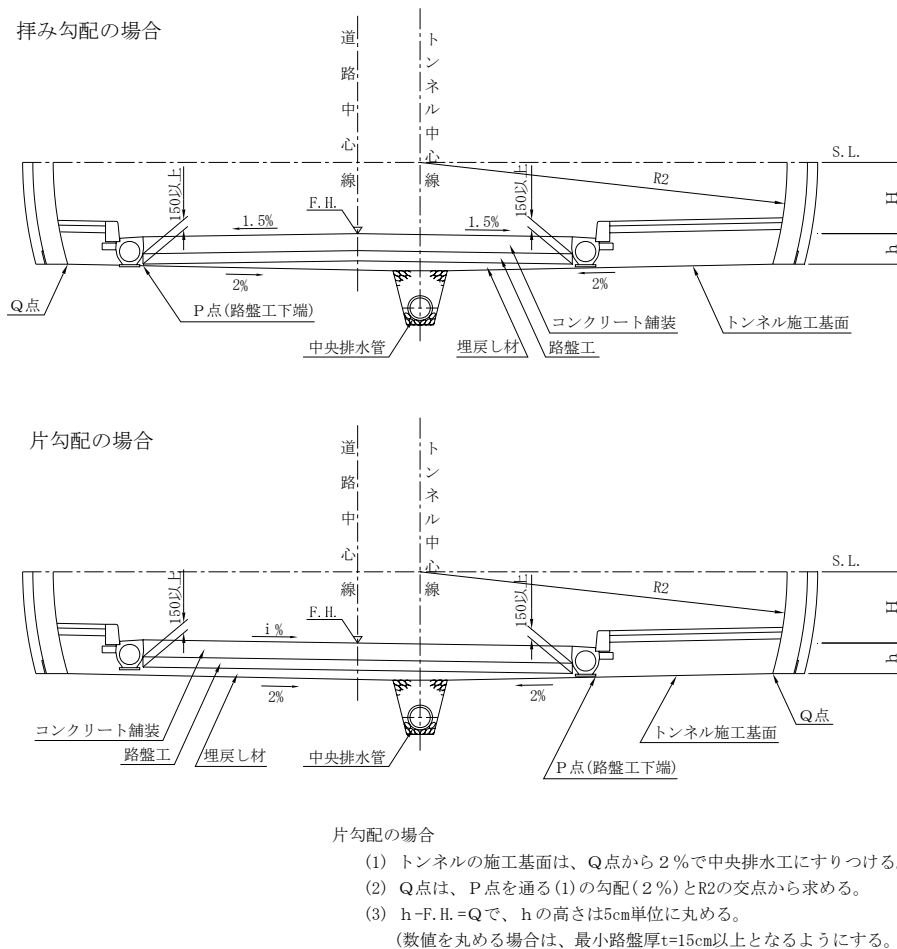 拝み勾配の場合
道路中心線
トンネル中心線
S.L.
R2
H
h
150以上
150以上
F.H.
1.5%
1.5%
2%
2%
Q点
P点(路盤工下端)
中央排水管
埋戻し材
路盤工
コンクリート舗装
トンネル施工基面
片勾配の場合
道路中心線
トンネル中心線
S.L.
R2
H
h
150以上
150以上
F.H.
i%
2%
2%
コンクリート舗装
路盤工
埋戻し材
中央排水管
P点(路盤工下端)
トンネル施工基面
Q点
片勾配の場合
(1) トンネルの施工基面は、Q点から2%で中央排水工にすりつける。
(2) Q点は、P点を通る(1)の勾配(2%)とR2の交点から求める。
(3) h-F.H.=Qで、hの高さは5cm単位に丸める。
(数値を丸める場合は、最小路盤厚t=15cm以上となるようにする。